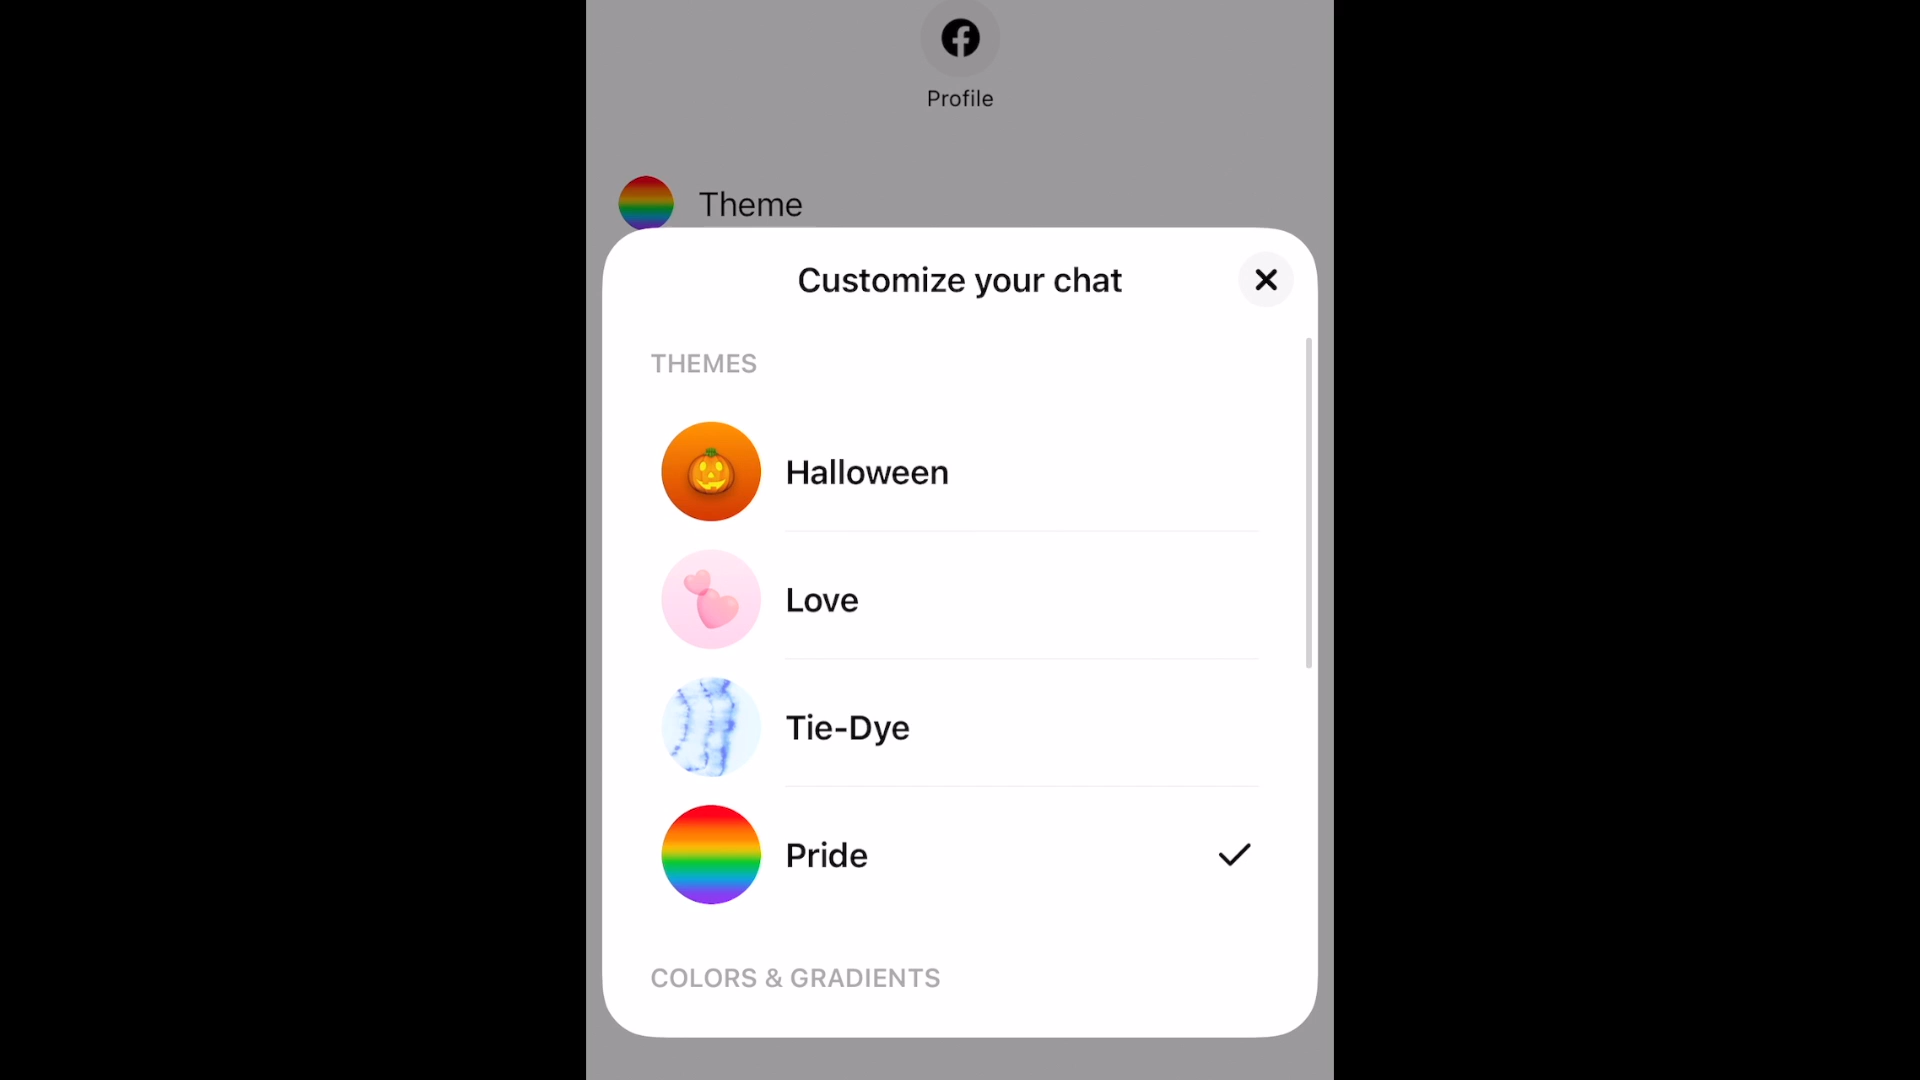 Profile
Theme
Customize your chat
THEMES
Halloween
Love
Tie-Dye
Pride
COLORS & GRADIENTS